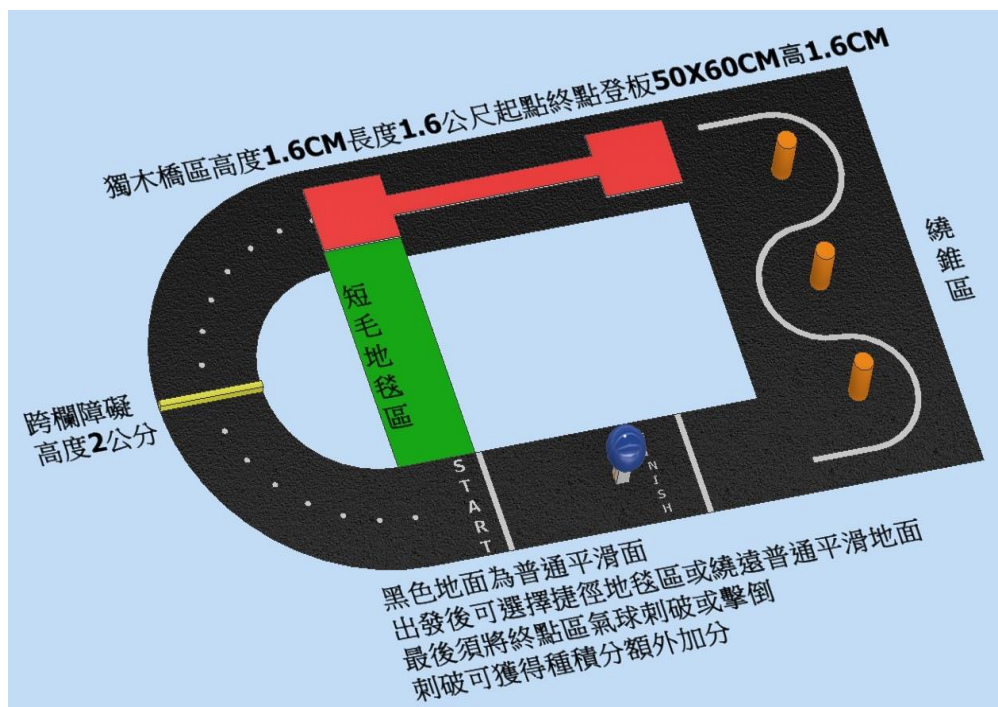 獨木橋區高度1.6CM長度1.6公尺起點終點登板50X60CM高1.6CM
繞錐區
短毛地毯區
跨欄障礙
高度2公分
START
NISH
黑色地面為普通平滑面
出發後可選擇捷徑地毯區或繞遠普通平滑地面
最後須將終點區氣球刺破或擊倒
刺破可獲得種積分額外加分